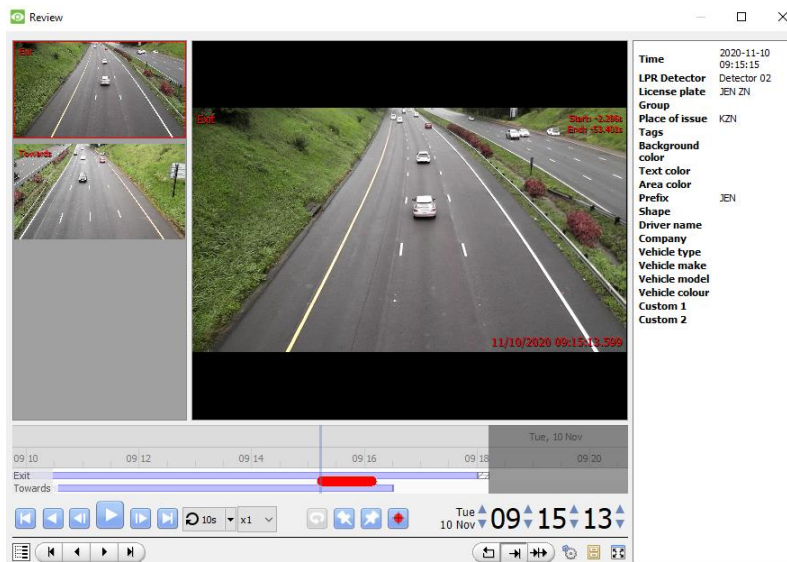 Review
Exit
Towards
Exit
Start: -2.286s
End: -53.401s
11/10/2020 09:15:13.599
Time 2020-11-10 09:15:15
LPR Detector Detector 02
License plate JEN ZN
Group
Place of issue KZN
Tags
Background color
Text color
Area color
Prefix JEN
Shape
Driver name
Company
Vehicle type
Vehicle make
Vehicle model
Vehicle colour
Custom 1
Custom 2
Tue, 10 Nov
09:10 09:12 09:14 09:16 09:18 09:20
Exit
Towards
10s x1
Tue 10 Nov 09 15 13